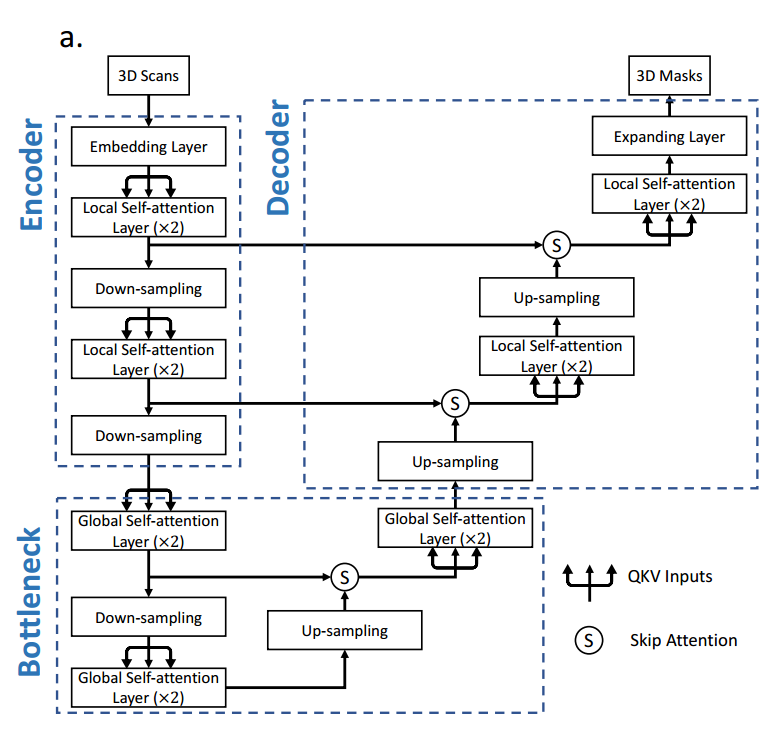 a.
3D Scans
3D Masks
Encoder
Decoder
Embedding Layer
Expanding Layer
Local Self-attention
Layer (×2)
Local Self-attention
Layer (×2)
S
Down-sampling
Up-sampling
Local Self-attention
Layer (×2)
Local Self-attention
Layer (×2)
S
Down-sampling
Up-sampling
Bottleneck
Global Self-attention
Layer (×2)
Global Self-attention
Layer (×2)
S
QKV Inputs
Down-sampling
Up-sampling
S
Skip Attention
Global Self-attention
Layer (×2)